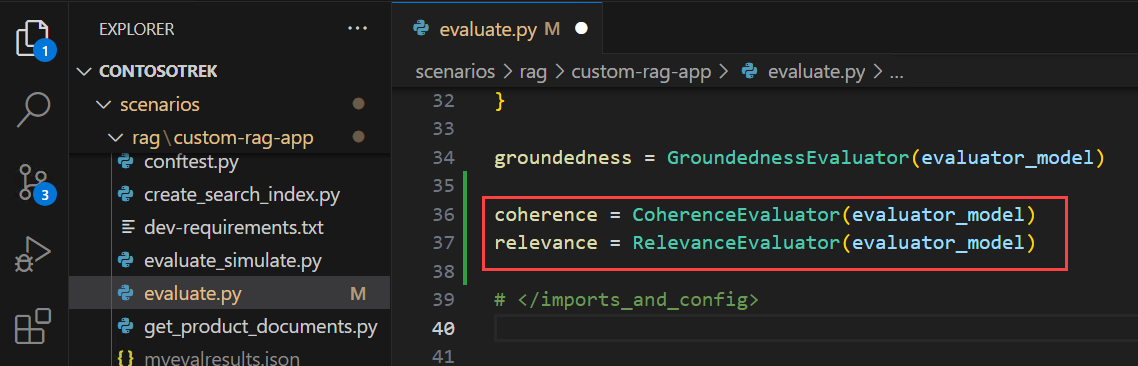 EXPLORER ...
CONTOSOTREK
scenarios
rag\custom-rag-app
conftest.py
create_search_index.py
dev-requirements.txt
evaluate_simulate.py
evaluate.py M
get_product_documents.py
{} myevalresults.json
1
3
evaluate.py M
scenarios > rag > custom-rag-app > evaluate.py > ...
32 }
33
34 groundedness = GroundednessEvaluator(evaluator_model)
35
36 coherence = CoherenceEvaluator(evaluator_model)
37 relevance = RelevanceEvaluator(evaluator_model)
38
39 # </imports_and_config>
40
41